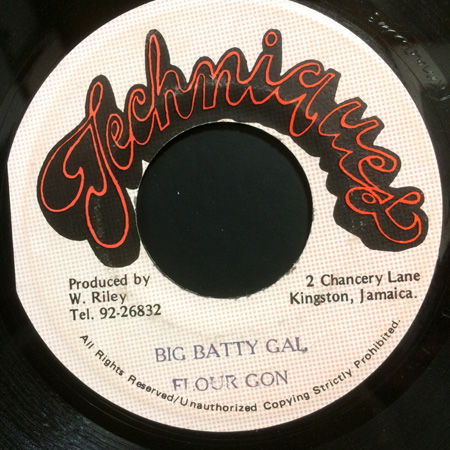 Techniques
Produced by
W. Riley
Tel. 92-26832
2 Chancery Lane
Kingston, Jamaica.
BIG BATTY GAL
FLOUR GON
All Rights Reserved/Unauthorized Copying Strictly Prohibited.